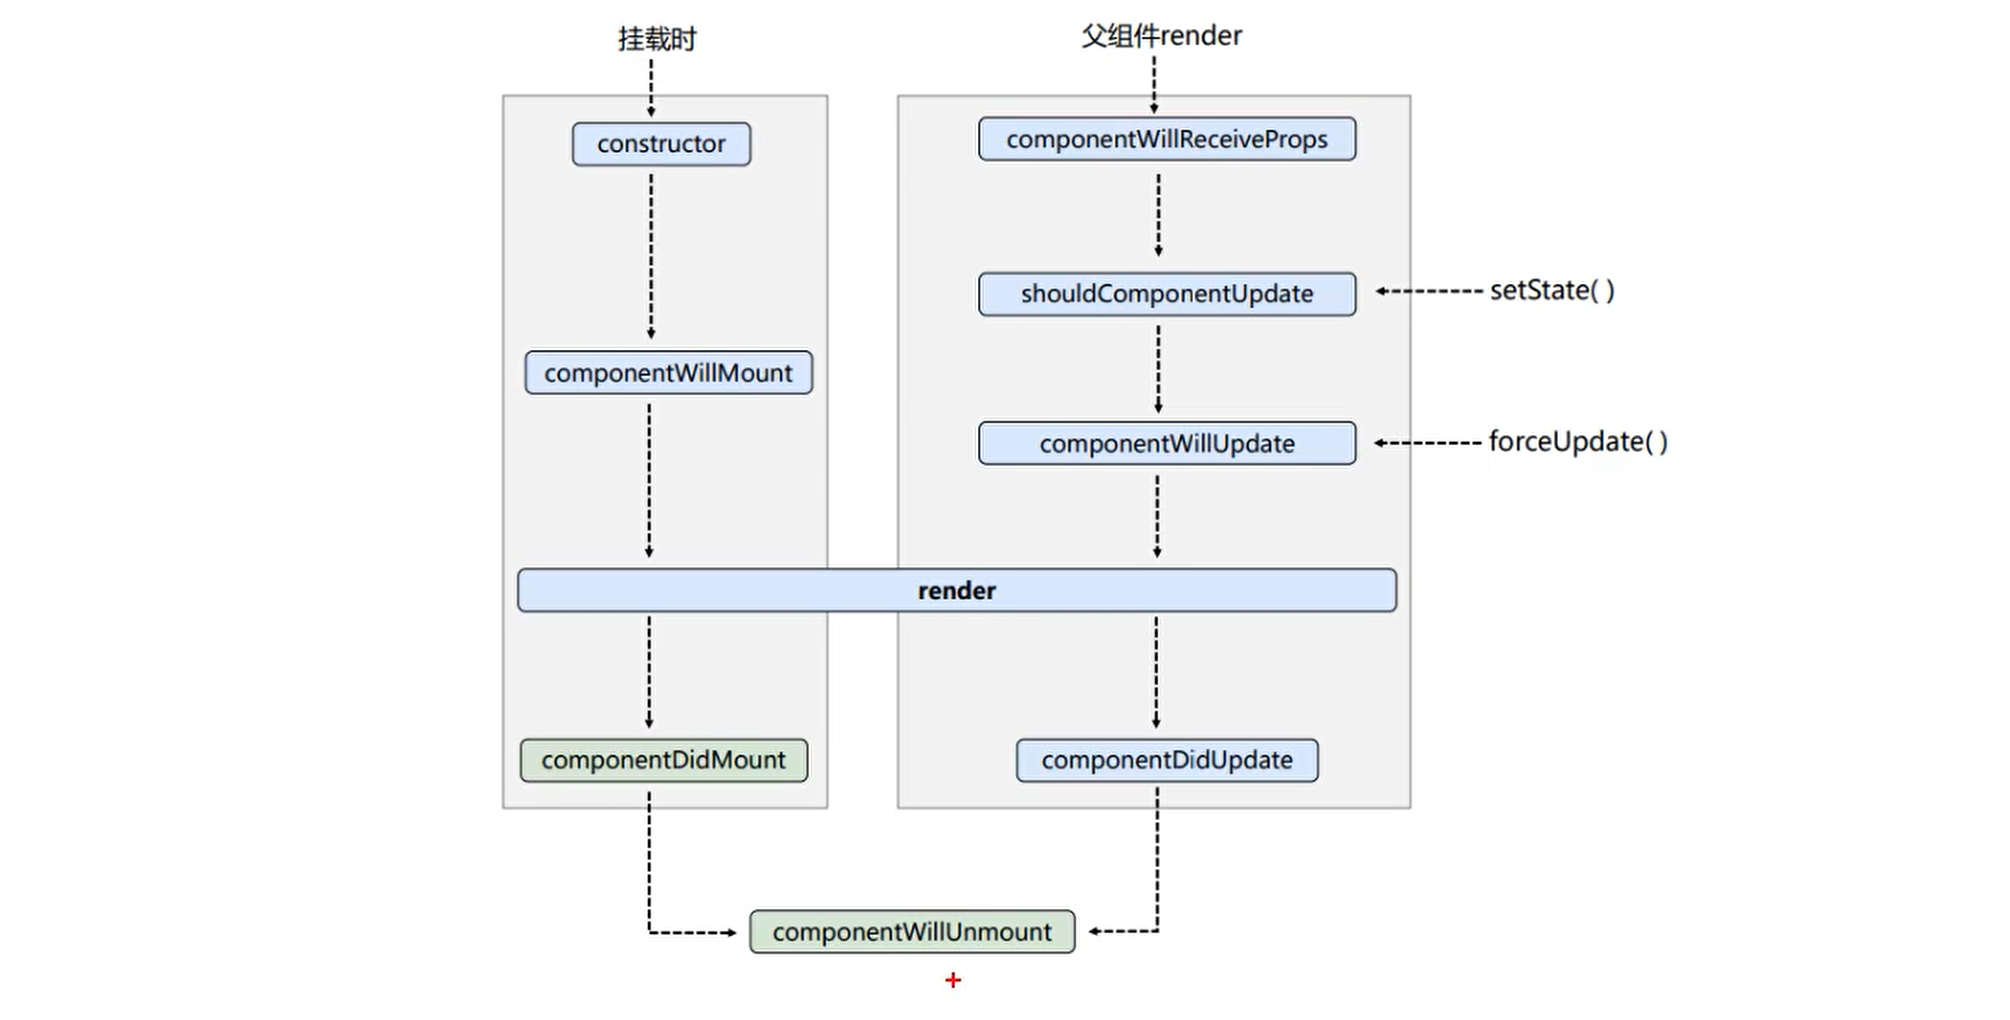 挂载时
父组件render
constructor
componentWillReceiveProps
shouldComponentUpdate
setState( )
componentWillMount
componentWillUpdate
forceUpdate( )
render
componentDidMount
componentDidUpdate
componentWillUnmount